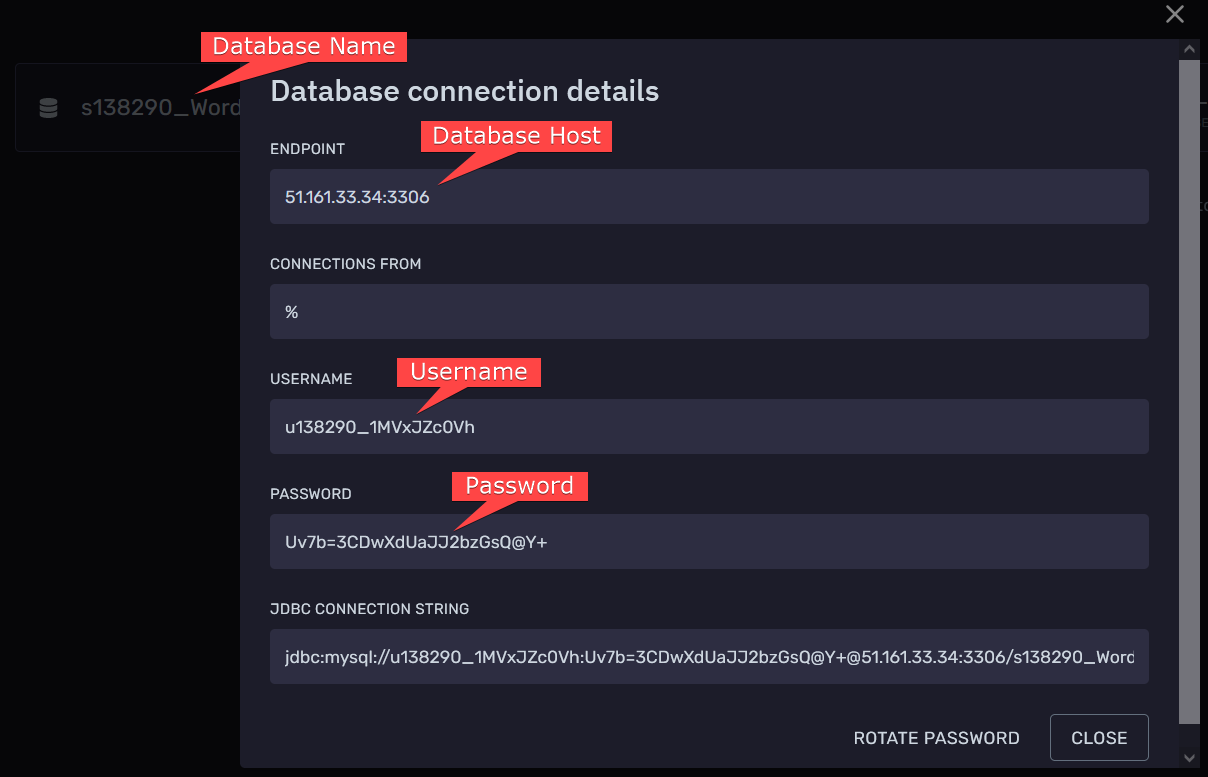 Database Name
s138290_Word
Database connection details
Database Host
ENDPOINT
51.161.33.34:3306
CONNECTIONS FROM
%
Username
USERNAME
u138290_1MVxJZc0Vh
Password
PASSWORD
Uv7b=3CDwXdUaJJ2bzGsQ@Y+
JDBC CONNECTION STRING
jdbc:mysql://u138290_1MVxJZc0Vh:Uv7b=3CDwXdUaJJ2bzGsQ@Y+@51.161.33.34:3306/s138290_Word
ROTATE PASSWORD
CLOSE